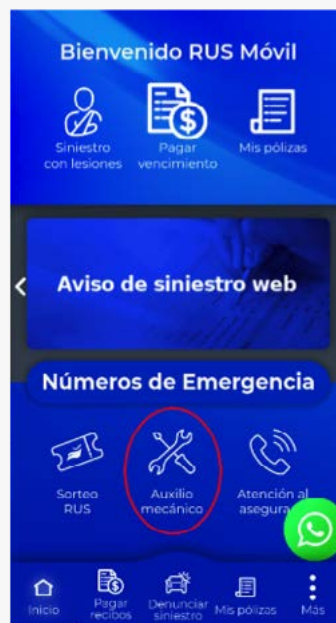 Bienvenido RUS Móvil
Siniestro
con lesiones
Pagar
vencimiento
Mis pólizas
Aviso de siniestro web
Números de Emergencia
Sorteo
RUS
Auxilio
mecánico
Atención al
Inicio
Pagar
recibos
Denunciar
siniestro
Mis pólizas
Más